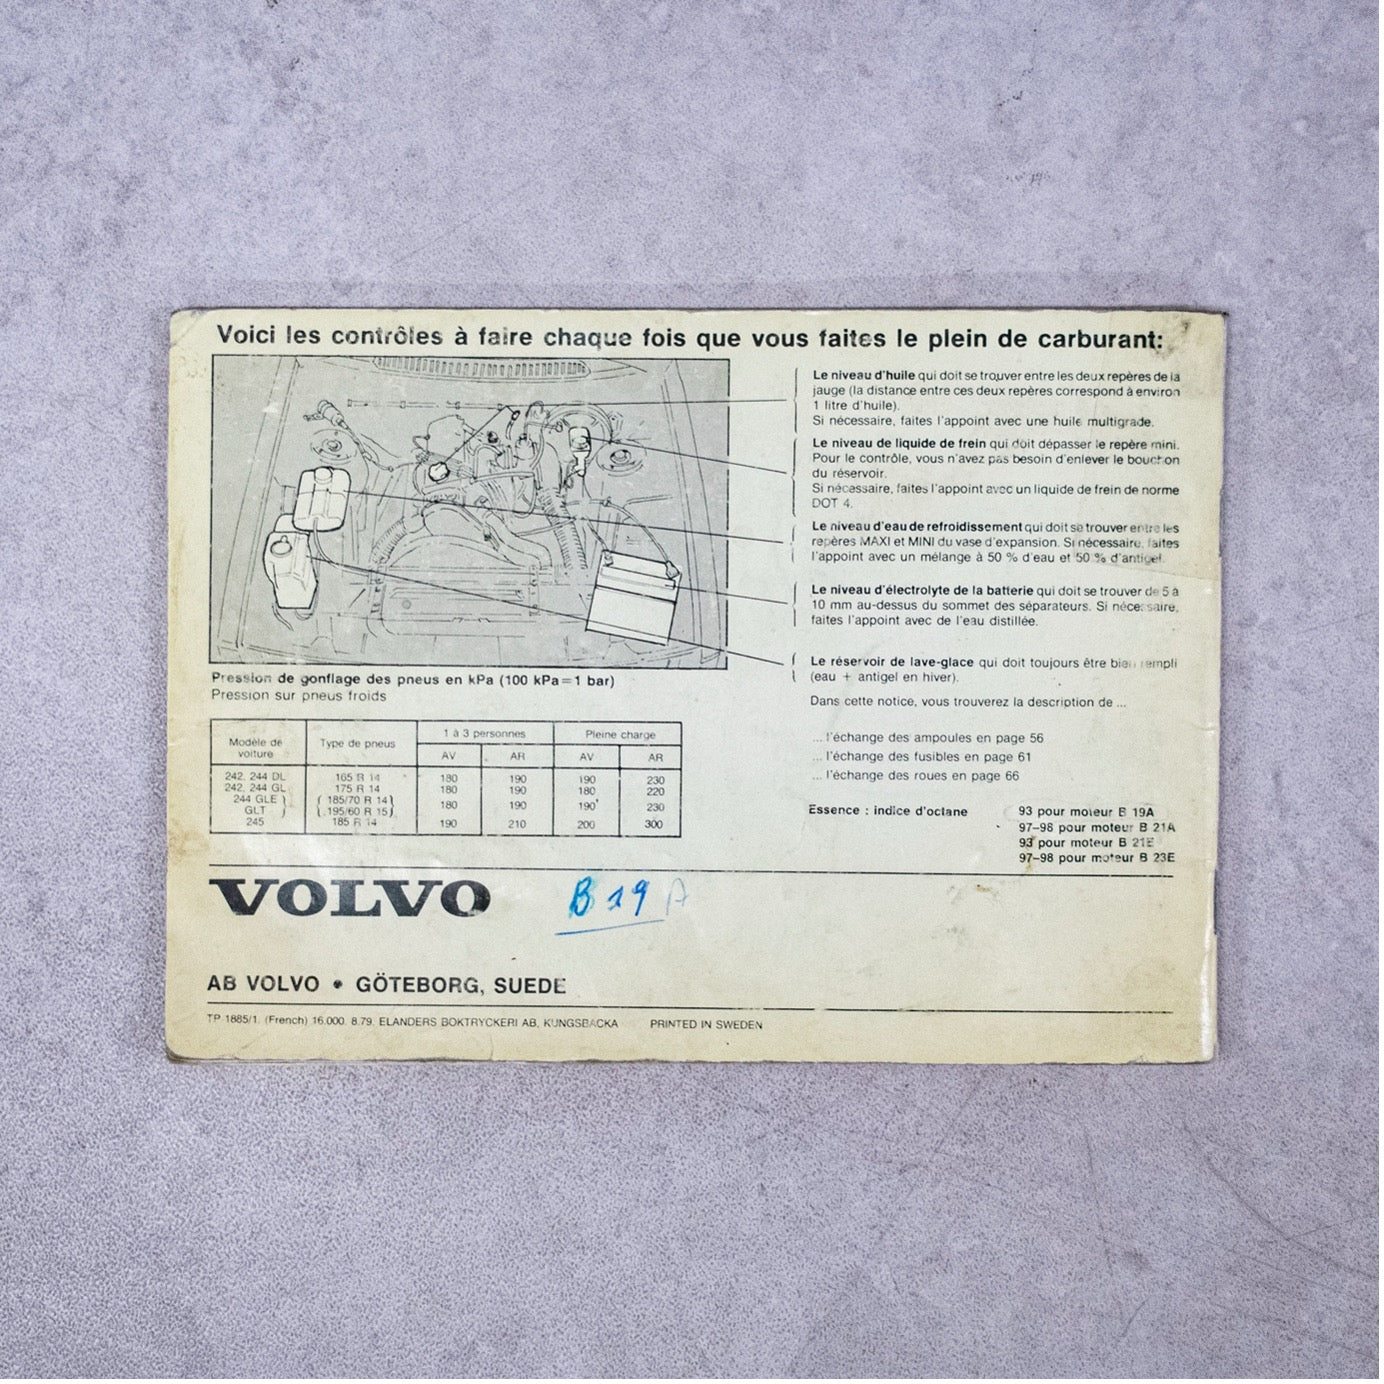 Voici les contrôles à faire chaque fois que vous faites le plein de carburant:
Le niveau d'huile qui doit se trouver entre les deux repères de la
jauge (la distance entre ces deux repères correspond à environ
1 litre d'huile).
Si nécessaire, faites l'appoint avec une huile multigrade.
Le niveau de liquide de frein qui doit dépasser le repère mini.
Pour le contrôle, vous n'avez pas besoin d'enlever le bouchon
du réservoir.
Si nécessaire, faites l'appoint avec un liquide de frein de norme
DOT 4.
Le niveau d'eau de refroidissement qui doit se trouver entre les
repères MAXI et MINI du vase d'expansion. Si nécessaire, faites
l'appoint avec un mélange à 50 % d'eau et 50 % d'antigel.
Le niveau d'électrolyte de la batterie qui doit se trouver de 5 à
10 mm au-dessus du sommet des séparateurs. Si nécessaire,
faites l'appoint avec de l'eau distillée.
Le réservoir de lave-glace qui doit toujours être bien rempli
(eau + antigel en hiver).
Dans cette notice, vous trouverez la description de ...
... l'échange des ampoules en page 56
... l'échange des fusibles en page 61
... l'échange des roues en page 66
Essence : indice d'octane 93 pour moteur B 19A
97–98 pour moteur B 21A
93 pour moteur B 21E
97–98 pour moteur B 23E
Pression de gonflage des pneus en kPa (100 kPa=1 bar)
Pression sur pneus froids
Modèle de voiture Type de pneus 1 à 3 personnes Pleine charge
AV AR AV AR
242, 244 DL 165 R 14 180 190 190 230
242, 244 GL 175 R 14 180 190 180 220
244 GLE } { 185/70 R 14 }
GLT } { 195/60 R 15 } 180 190 190 230
245 185 R 14 190 210 200 300
VOLVO B 19 A
AB VOLVO • GÖTEBORG, SUEDE
TP 1885/1. (French) 16.000. 8.79. ELANDERS BOKTRYCKERI AB, KUNGSBACKA PRINTED IN SWEDEN